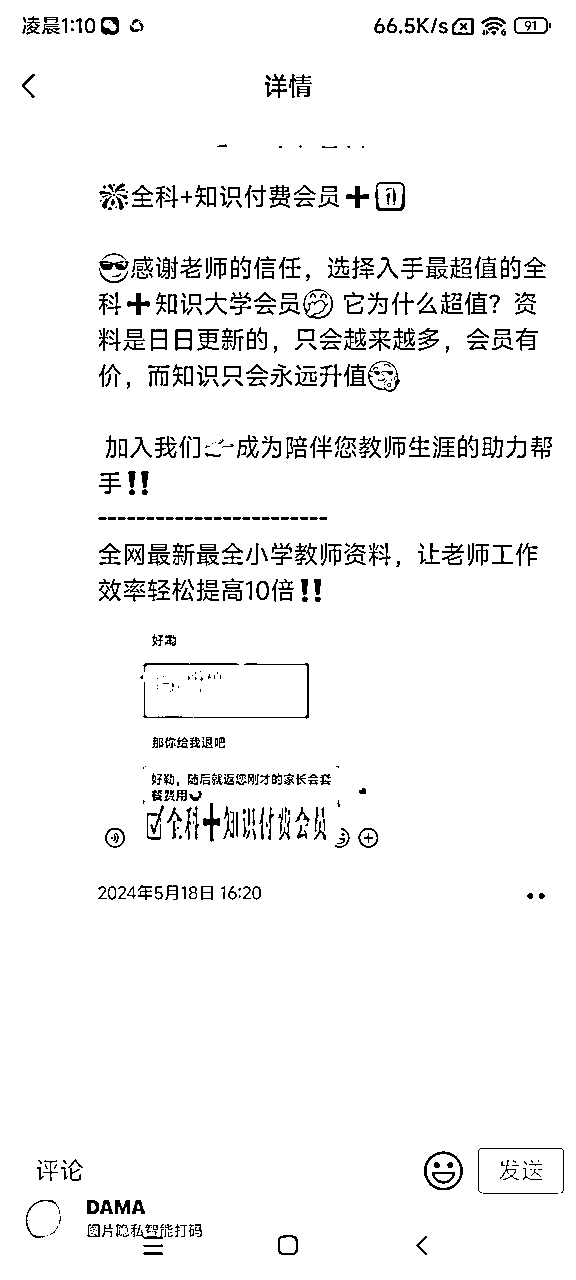 凌晨1:10
66.5K/s
91
详情
全科+知识付费会员➕
😎感谢老师的信任，选择入手最超值的全
科➕知识大学会员 它为什么超值？资
料是日日更新的，只会越来越多，会员有
价，而知识只会永远升值
加入我们👉成为陪伴您教师生涯的助力帮
手‼️
------------------------
全网最新最全小学教师资料，让老师工作
效率轻松提高10倍‼️
好嘞
那你给我退吧
好勒，随后就返您刚才的家长会套
餐费用
☑全科➕知识付费会员
2024年5月18日 16:20
评论
发送
DAMA
图片隐私智能打码